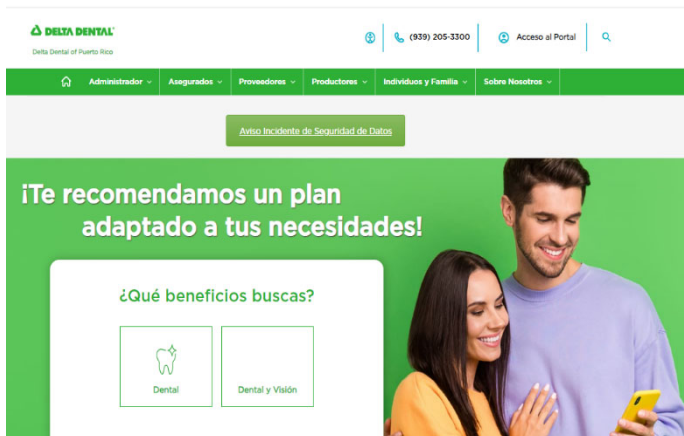 DELTA DENTAL®
Delta Dental of Puerto Rico
(939) 205-3300
Acceso al Portal
Administrador
Asegurados
Proveedores
Productores
Individuos y Familia
Sobre Nosotros
Aviso Incidente de Seguridad de Datos
¡Te recomendamos un plan
adaptado a tus necesidades!
¿Qué beneficios buscas?
Dental
Dental y Visión